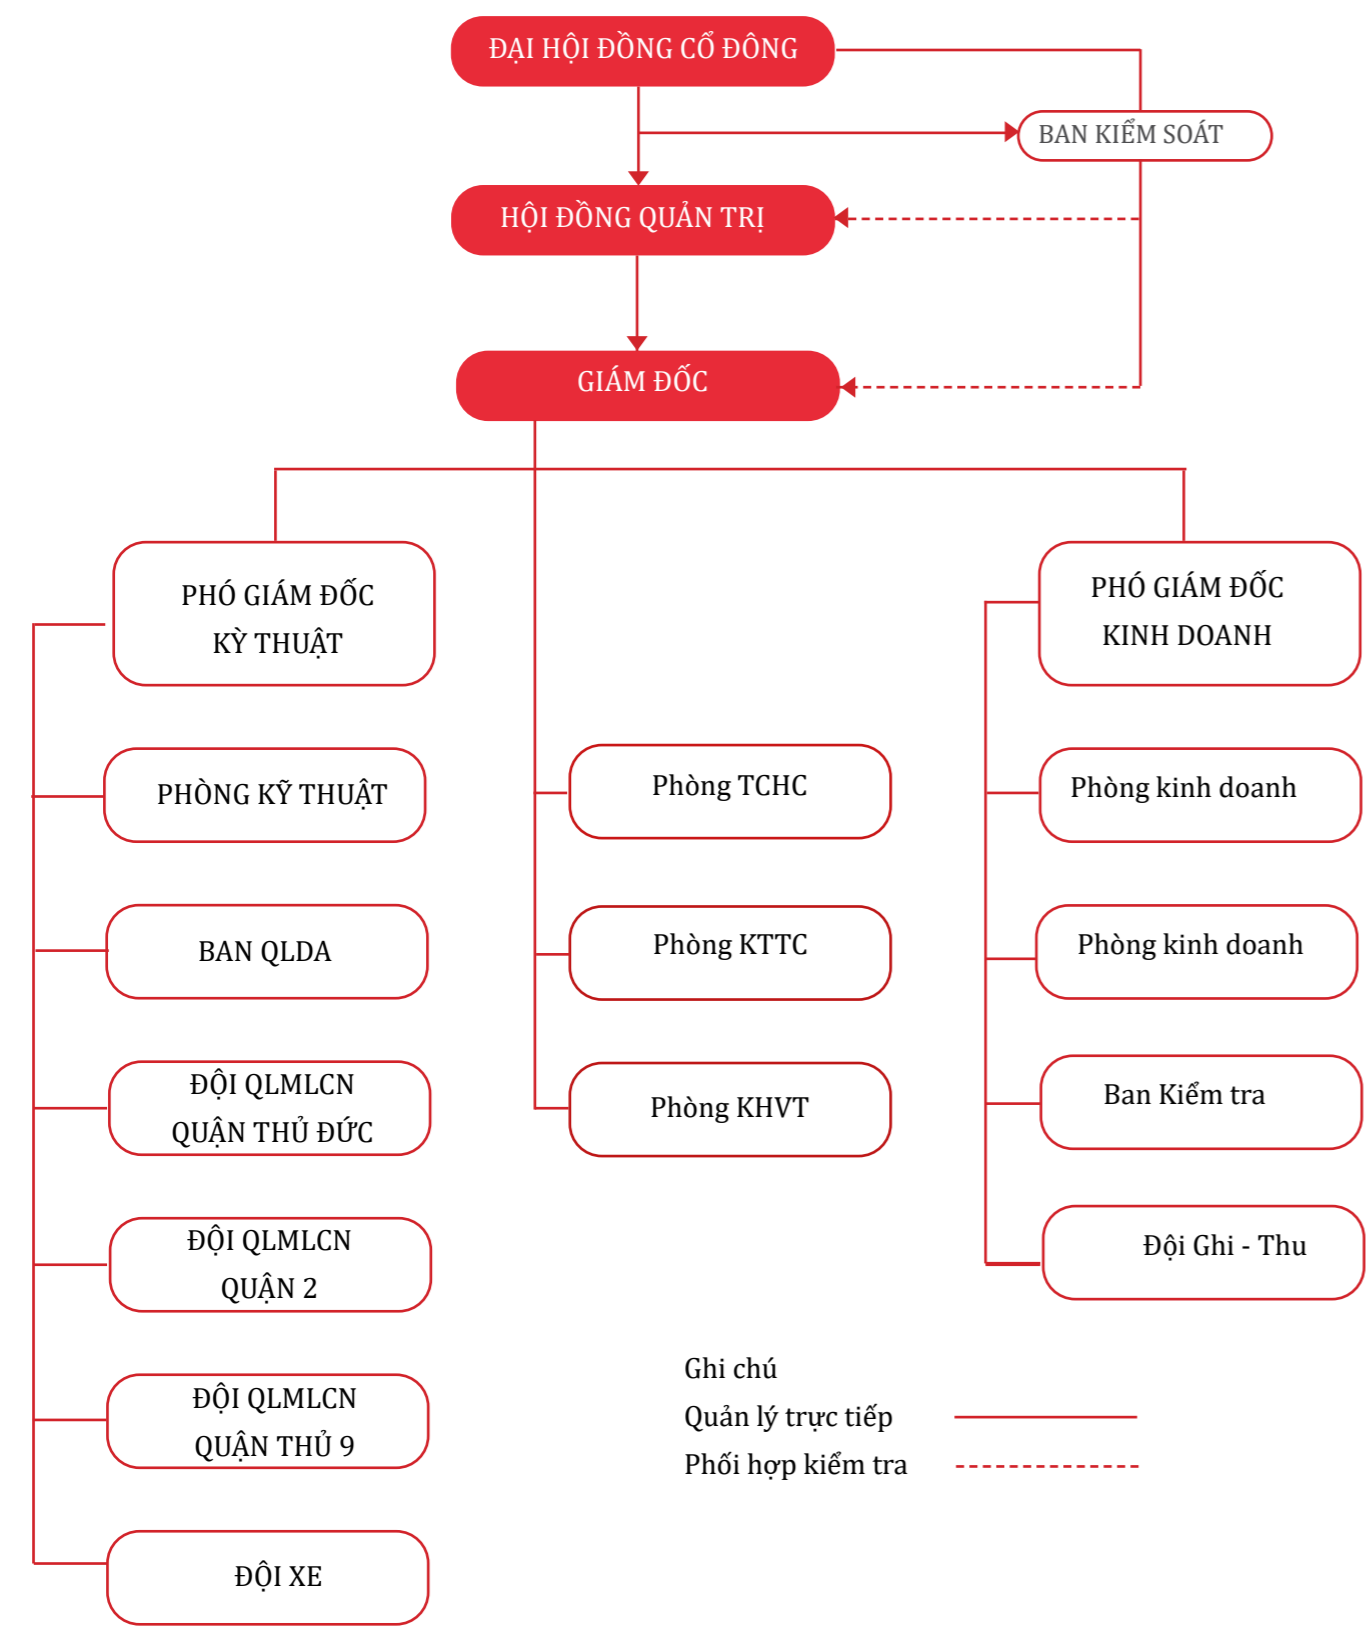 ĐẠI HỘI ĐỒNG CỔ ĐÔNG
BAN KIỂM SOÁT
HỘI ĐỒNG QUẢN TRỊ
GIÁM ĐỐC
PHÓ GIÁM ĐỐC
KỲ THUẬT
PHÒNG KỸ THUẬT
BAN QLDA
ĐỘI QLMLCN
QUẬN THỦ ĐỨC
ĐỘI QLMLCN
QUẬN 2
ĐỘI QLMLCN
QUẬN THỦ 9
ĐỘI XE
Phòng TCHC
Phòng KTTC
Phòng KHVT
PHÓ GIÁM ĐỐC
KINH DOANH
Phòng kinh doanh
Phòng kinh doanh
Ban Kiểm tra
Đội Ghi - Thu
Ghi chú
Quản lý trực tiếp
Phối hợp kiểm tra